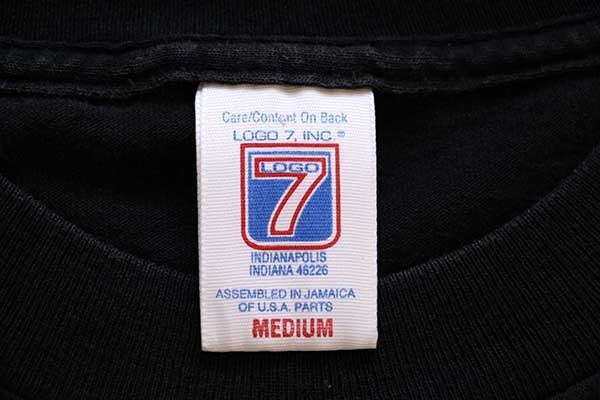 Care/Content On Back
LOGO 7, INC.®
LOGO
7
INDIANAPOLIS
INDIANA 46226
ASSEMBLED IN JAMAICA
OF U.S.A. PARTS
MEDIUM